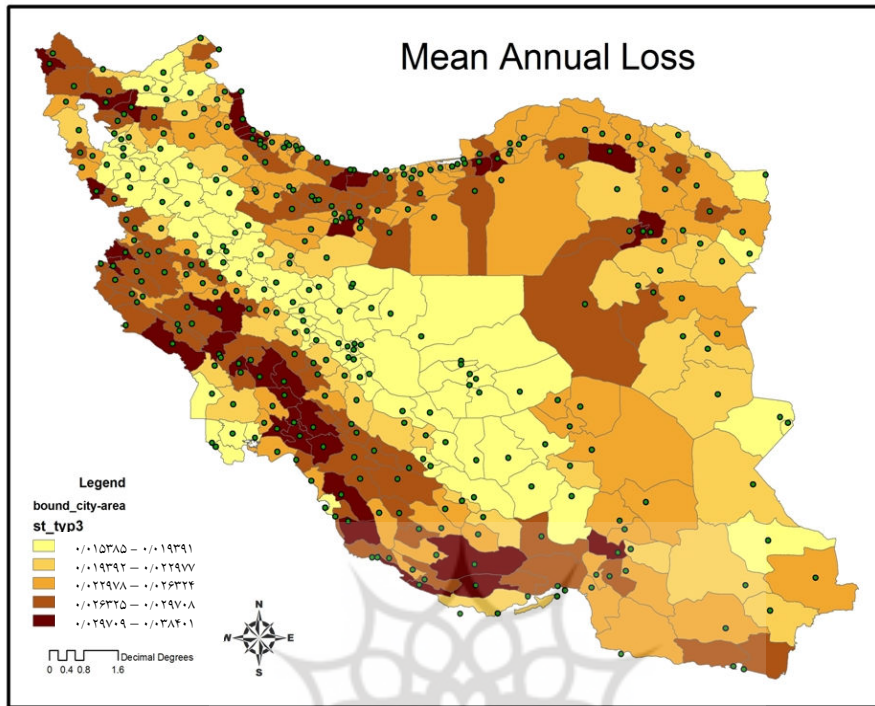 Mean Annual Loss
Legend
bound_city-area
st_typ3
۰/۰۱۵۳۸۵ – ۰/۰۱۹۳۹۱
۰/۰۱۹۳۹۲ – ۰/۰۲۲۹۷۷
۰/۰۲۲۹۷۸ – ۰/۰۲۶۳۲۴
۰/۰۲۶۳۲۵ – ۰/۰۲۹۷۰۸
۰/۰۲۹۷۰۹ – ۰/۰۳۸۴۰۱
N
W E
S
Decimal Degrees
0 0.4 0.8 1.6